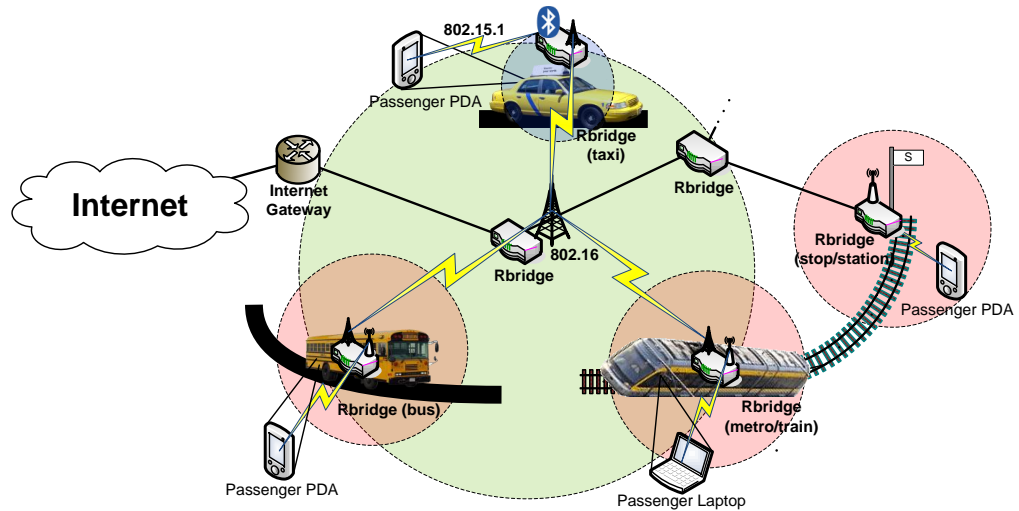 802.15.1
Passenger PDA
Rbridge
(taxi)
Internet
Internet
Gateway
Rbridge
S
Rbridge
802.16
Rbridge
(stop/station)
Passenger PDA
Rbridge (bus)
Rbridge
(metro/train)
Passenger PDA
Passenger Laptop